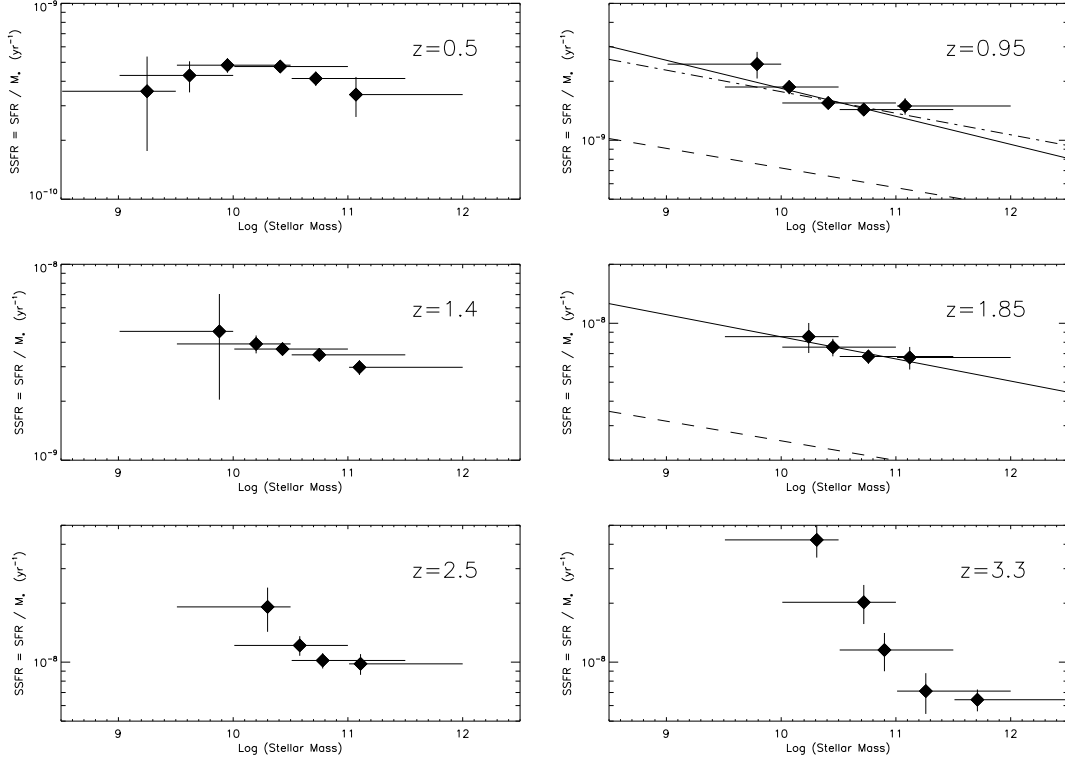 10⁻⁹
10⁻¹⁰
SSFR = SFR / M* (yr⁻¹)
z=0.5
9 10 11 12
Log (Stellar Mass)
10⁻⁹
SSFR = SFR / M* (yr⁻¹)
z=0.95
9 10 11 12
Log (Stellar Mass)
10⁻⁸
10⁻⁹
SSFR = SFR / M* (yr⁻¹)
z=1.4
9 10 11 12
Log (Stellar Mass)
10⁻⁸
SSFR = SFR / M* (yr⁻¹)
z=1.85
9 10 11 12
Log (Stellar Mass)
10⁻⁸
SSFR = SFR / M* (yr⁻¹)
z=2.5
9 10 11 12
Log (Stellar Mass)
10⁻⁸
SSFR = SFR / M* (yr⁻¹)
z=3.3
9 10 11 12
Log (Stellar Mass)